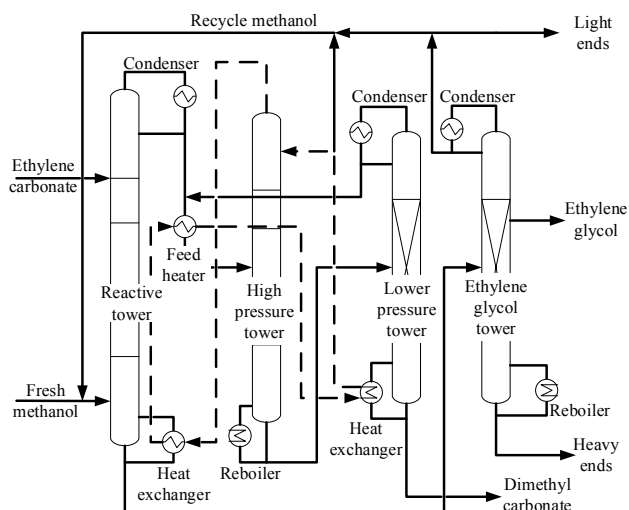 Recycle methanol
Light
ends
Condenser
Condenser
Condenser
Ethylene
carbonate
Ethylene
glycol
Feed
heater
Reactive
tower
High
pressure
tower
Lower
pressure
tower
Ethylene
glycol
tower
Fresh
methanol
Heat
exchanger
Reboiler
Heat
exchanger
Reboiler
Heavy
ends
Dimethyl
carbonate